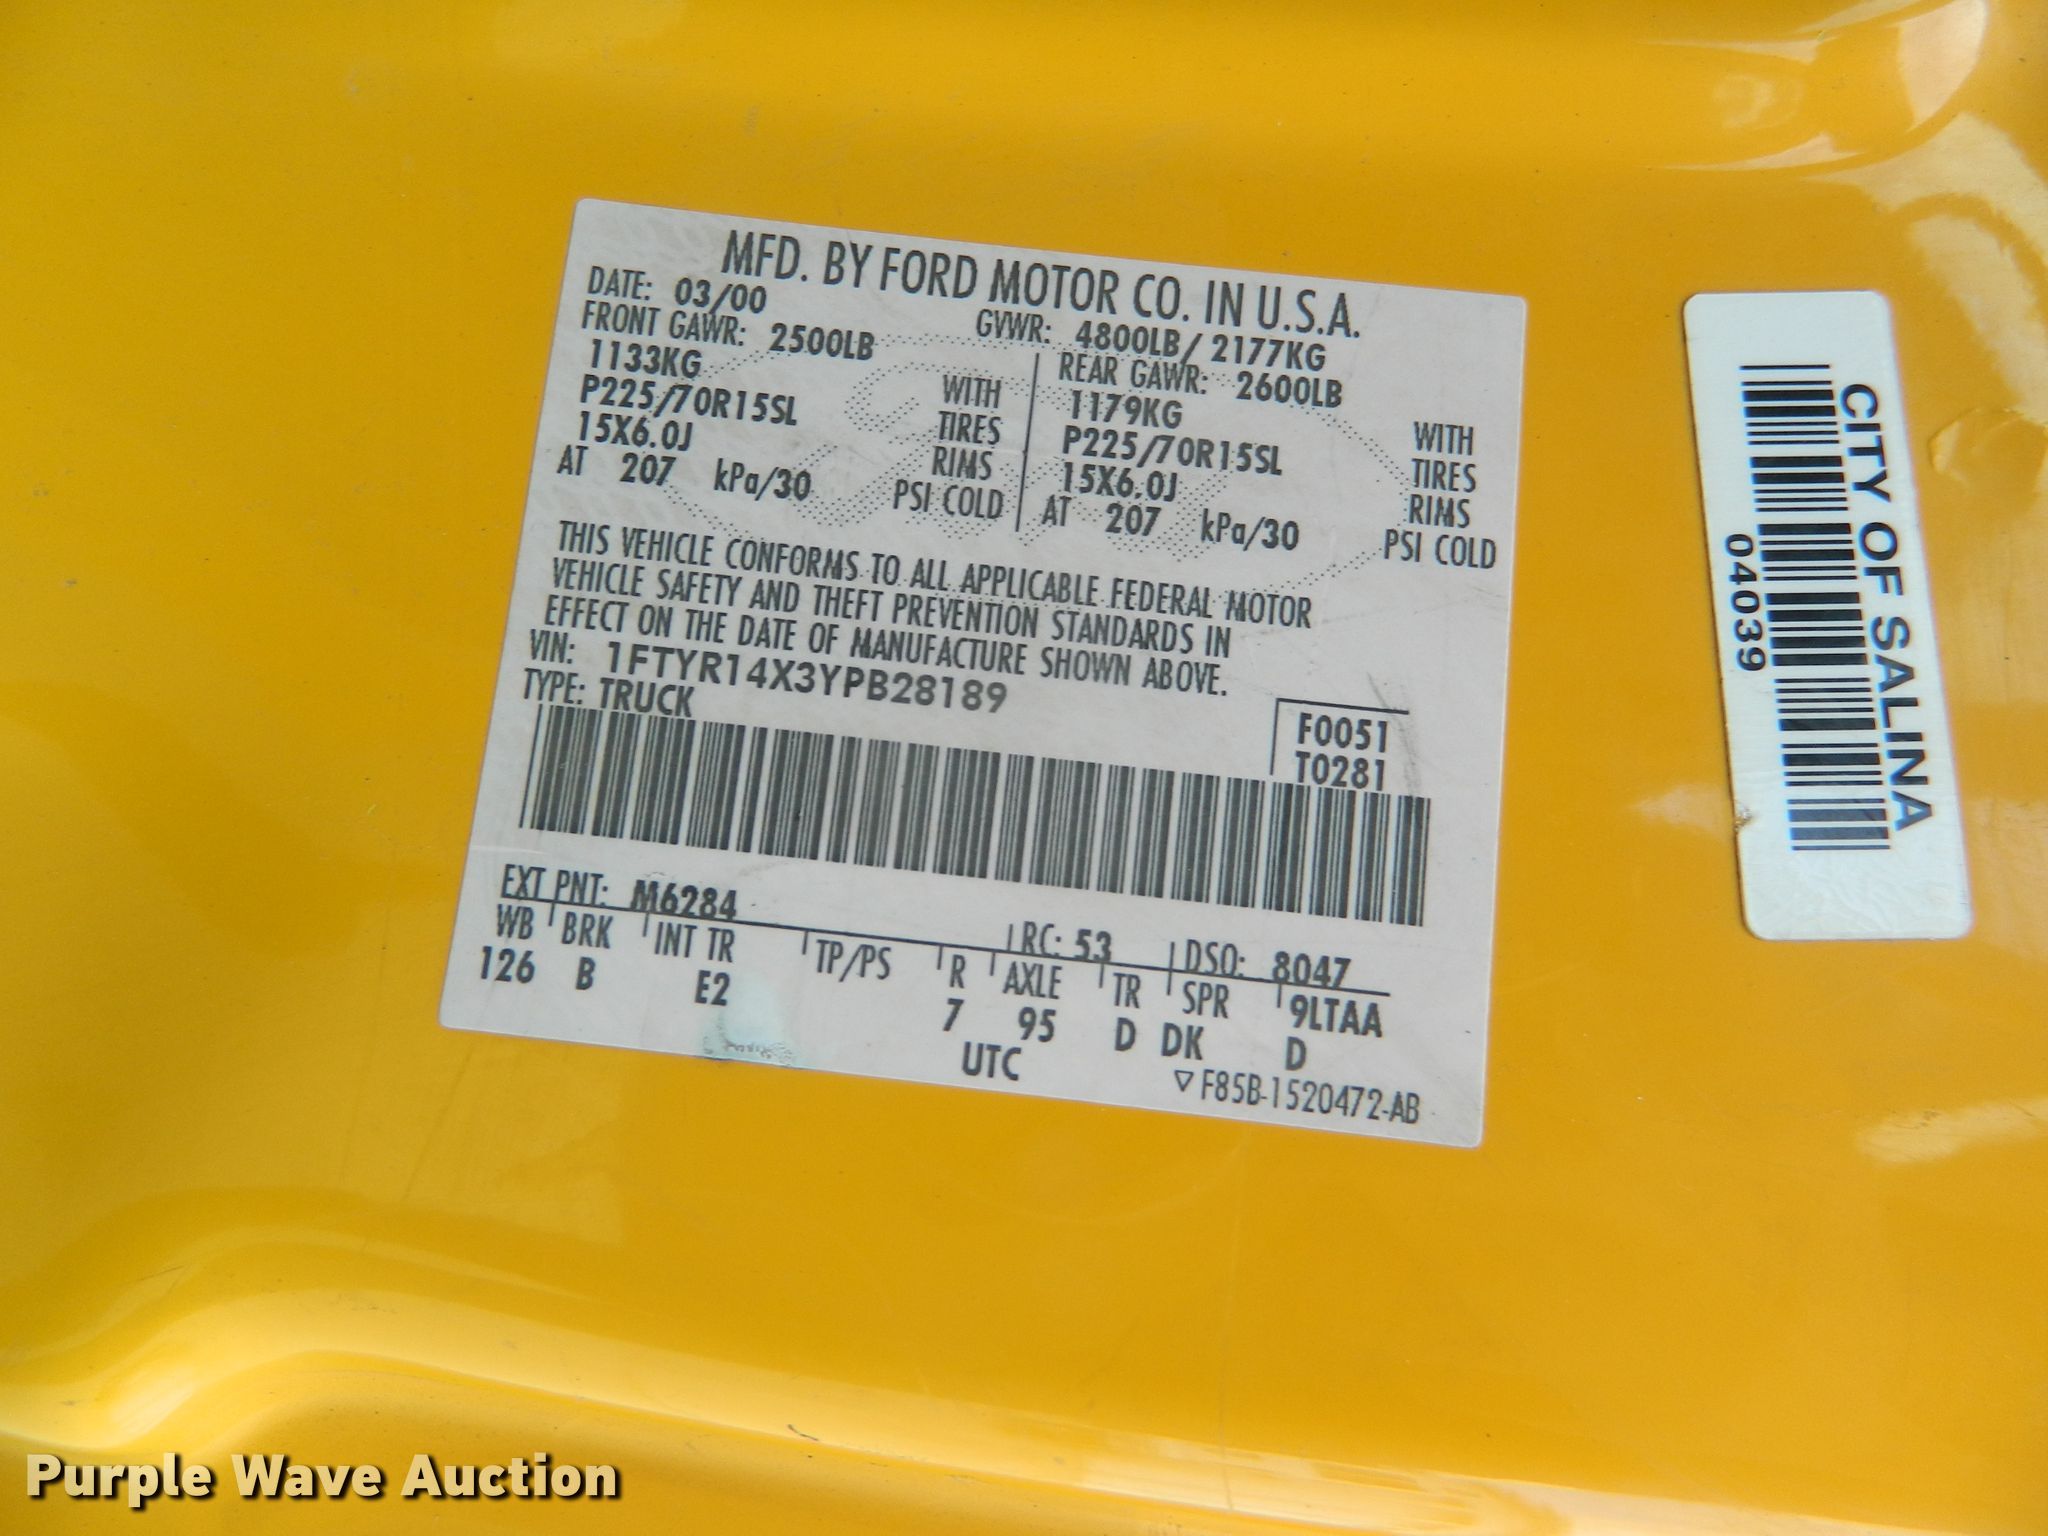 MFD. BY FORD MOTOR CO. IN U.S.A.
DATE: 03/00 GVWR: 4800LB/ 2177KG
FRONT GAWR: 2500LB REAR GAWR: 2600LB
1133KG WITH 1179KG WITH
P225/70R15SL TIRES P225/70R15SL TIRES
15X6.0J RIMS 15X6.0J RIMS
AT 207 kPa/30 PSI COLD AT 207 kPa/30 PSI COLD
THIS VEHICLE CONFORMS TO ALL APPLICABLE FEDERAL MOTOR
VEHICLE SAFETY AND THEFT PREVENTION STANDARDS IN
EFFECT ON THE DATE OF MANUFACTURE SHOWN ABOVE.
VIN: 1FTYR14X3YPB28189
TYPE: TRUCK
F0051
T0281
EXT PNT: M6284 RC: 53 DSO: 8047
WB BRK INT TR TP/PS R AXLE TR SPR 9LTAA
126 B E2 7 95 D DK D
UTC
▽ F85B-1520472-AB
CITY OF SALINA
04039
Purple Wave Auction